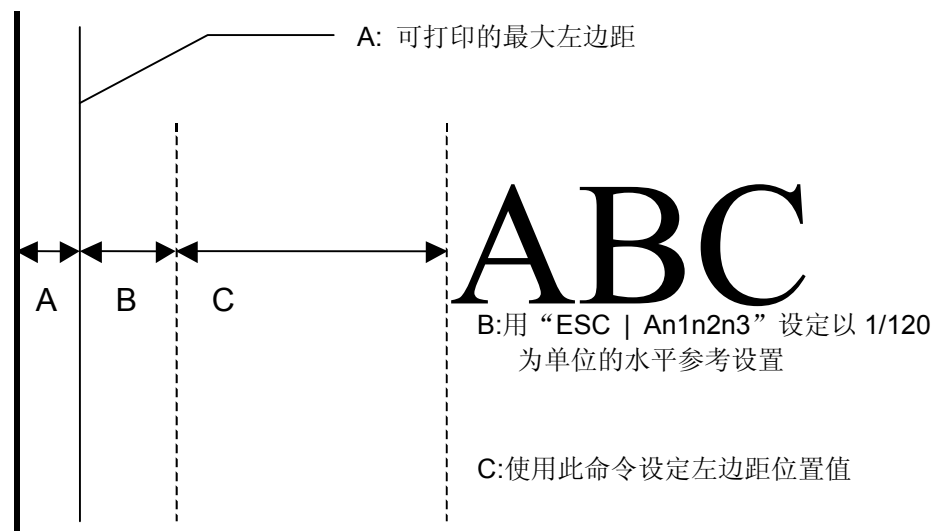 A: 可打印的最大左边距
ABC
A B C
B:用“ESC | An1n2n3”设定以 1/120
为单位的水平参考设置
C:使用此命令设定左边距位置值